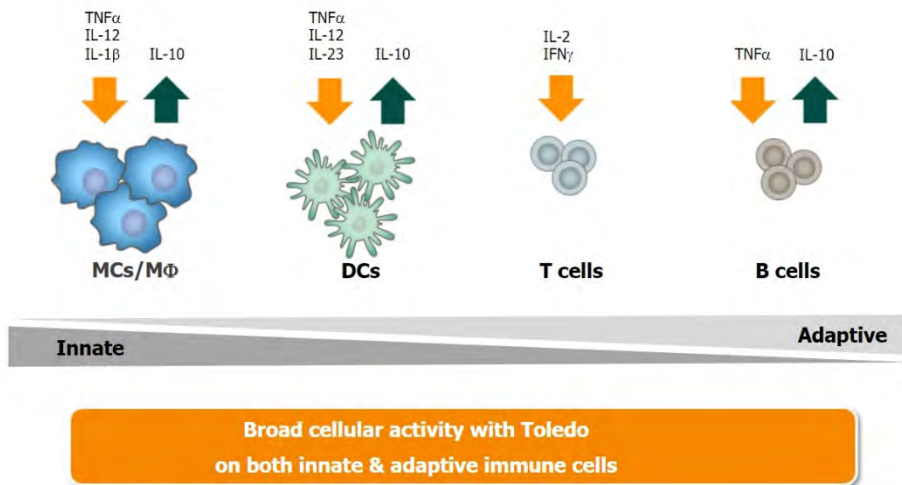 TNFα
IL-12
IL-1β
IL-10
TNFα
IL-12
IL-23
IL-10
IL-2
IFNγ
TNFα
IL-10
MCs/MΦ
DCs
T cells
B cells
Innate
Adaptive
Broad cellular activity with Toledo
on both innate & adaptive immune cells